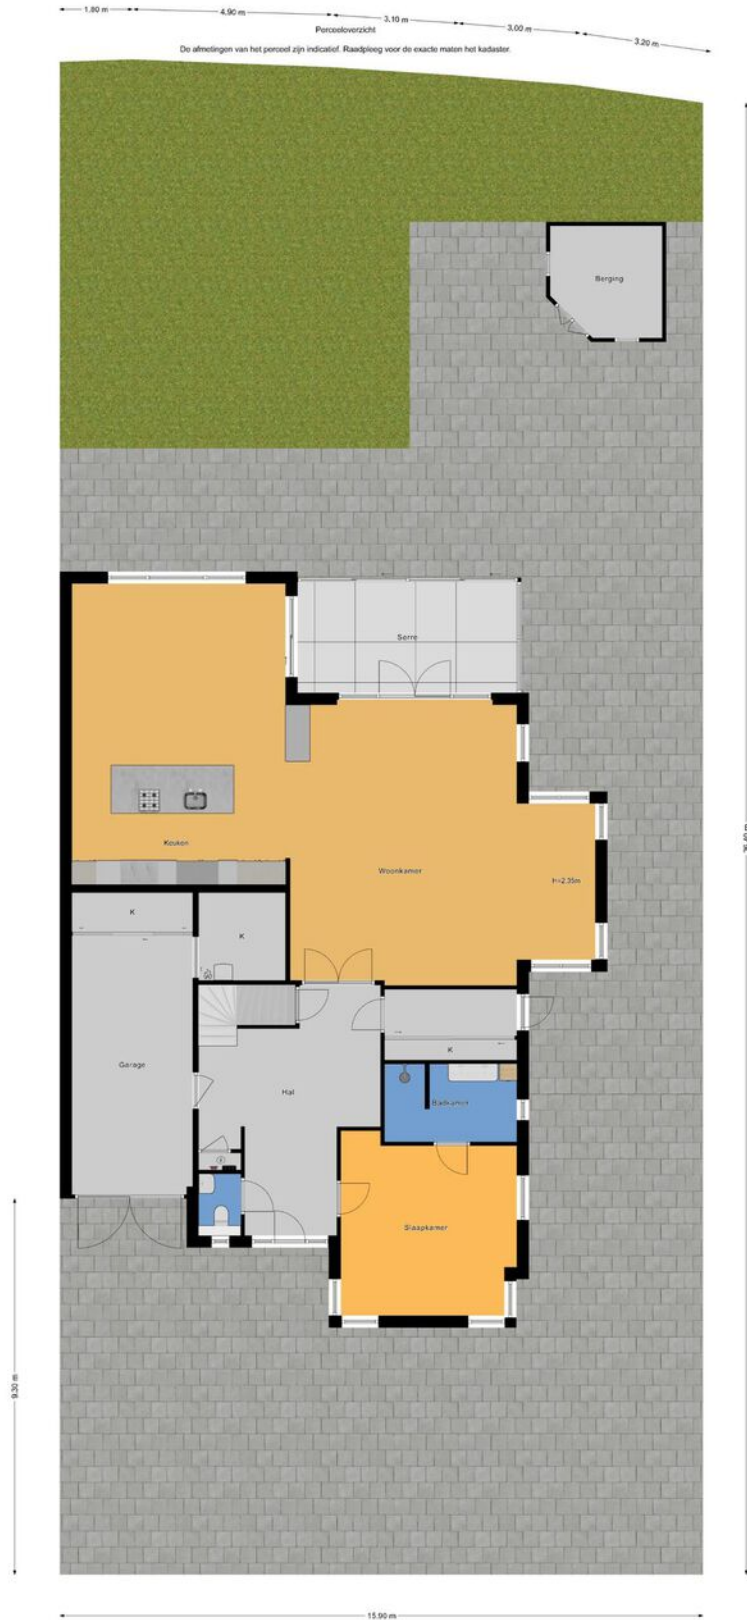 1.80 m
4.90 m
3.10 m
3.00 m
3.20 m
Perceeloverzicht
De afmetingen van het perceel zijn indicatief. Raadpleeg voor de exacte maten het kadaster.
Berging
Serre
Keuken
Woonkamer
H=2.35m
K
K
K
Garage
Hal
Badkamer
Slaapkamer
9.30 m
15.90 m